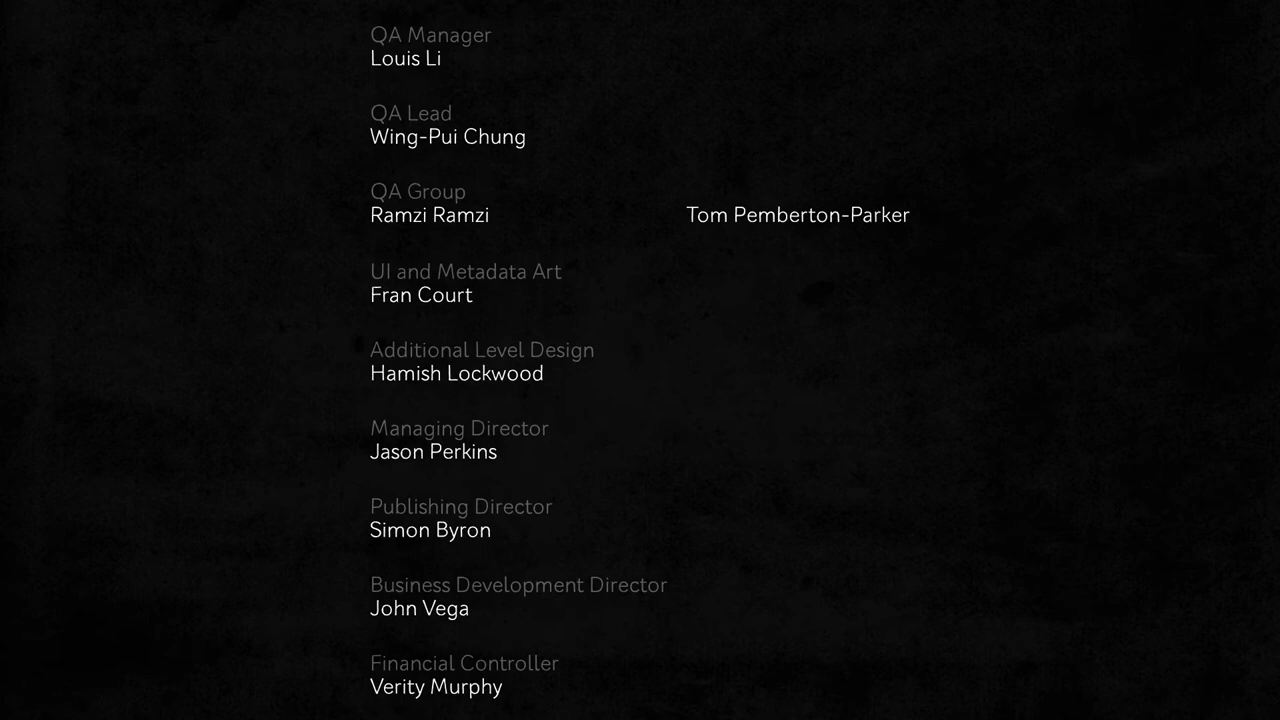 QA Manager
Louis Li
QA Lead
Wing-Pui Chung
QA Group
Ramzi Ramzi Tom Pemberton-Parker
UI and Metadata Art
Fran Court
Additional Level Design
Hamish Lockwood
Managing Director
Jason Perkins
Publishing Director
Simon Byron
Business Development Director
John Vega
Financial Controller
Verity Murphy